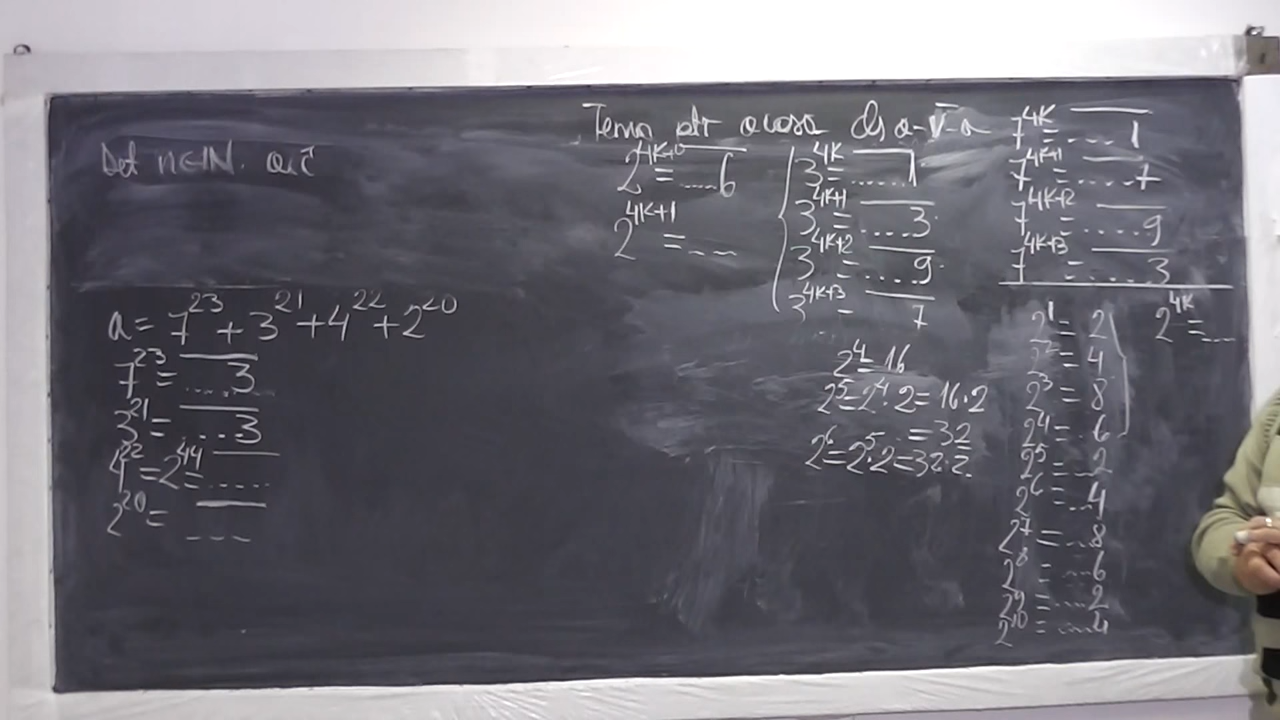 Det n∈ℕ. aî
Tema ptr acasa cls a-V-a
2^{4K+0} = ....6
2^{4K+1} = ...
3^{4K} = .....1
3^{4K+1} = ....3
3^{4K+2} = ....9
3^{4K+3} = 7
7^{4K} = ....1
7^{4K+1} = ....7
7^{4K+2} = ....9
7^{4K+3} = ....3
a = 7^{23} + 3^{21} + 4^{22} + 2^{20}
7^{23} = ....3
3^{21} = ...3
4^{22} = 2^{44} = .....
2^{20} = ...
2^4 = 16
2^5 = 2^4 · 2 = 16·2
= 32
2^6 = 2^5 · 2 = 32·2
2^1 = 2
2^2 = 4
2^3 = 8
2^4 = 6
2^5 = ..2
2^6 = ...4
2^7 = ...8
2^8 = ...6
2^9 = ....2
2^{10} = ....4
2^{4K} = ...